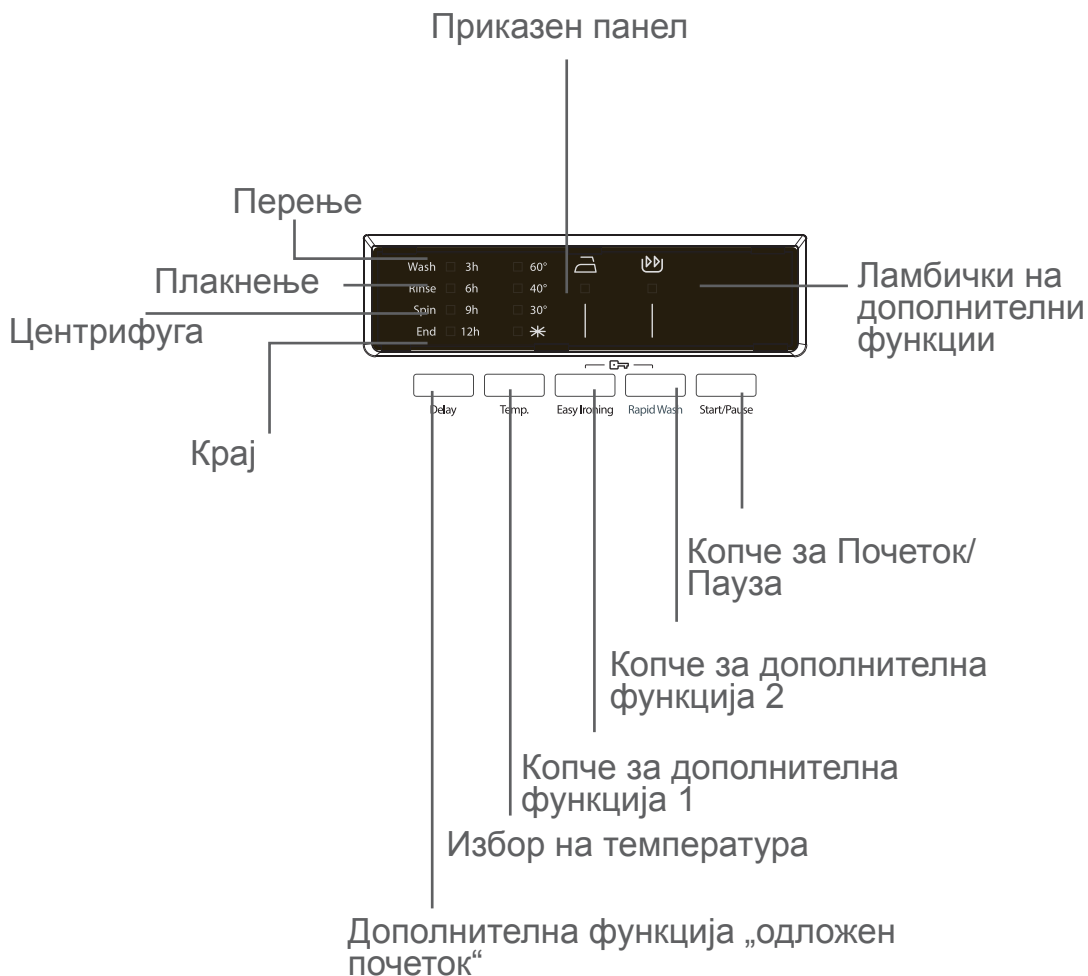 Приказен панел
Перење
Плакнење
Центрифуга
Крај
Wash 3h 60°
Rinse 6h 40°
Spin 9h 30°
End 12h
Ламбички на
дополнителни
функции
Delay Temp. Easy Ironing Rapid Wash Start/Pause
Копче за Почеток/
Пауза
Копче за дополнителна
функција 2
Копче за дополнителна
функција 1
Избор на температура
Дополнителна функција „одложен
почеток“